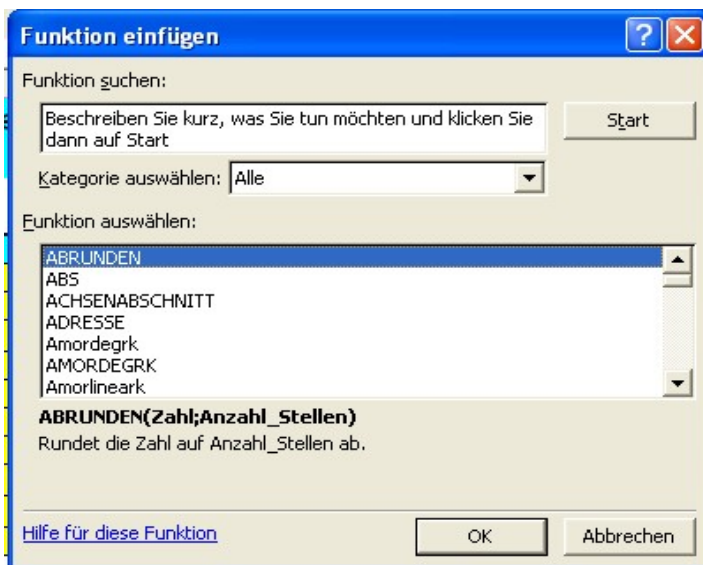 Funktion einfügen
Funktion suchen:
Beschreiben Sie kurz, was Sie tun möchten und klicken Sie
dann auf Start
Start
Kategorie auswählen: Alle
Funktion auswählen:
ABRUNDEN
ABS
ACHSENABSCHNITT
ADRESSE
Amordegrk
AMORDEGRK
Amorlineark
ABRUNDEN(Zahl;Anzahl_Stellen)
Rundet die Zahl auf Anzahl_Stellen ab.
Hilfe für diese Funktion
OK
Abbrechen